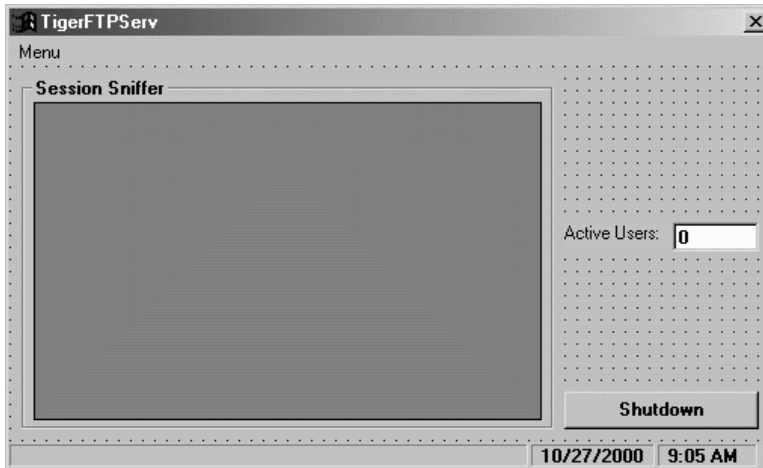 TigerFTPServ
Menu
Session Sniffer
Active Users: 0
Shutdown
10/27/2000 9:05 AM